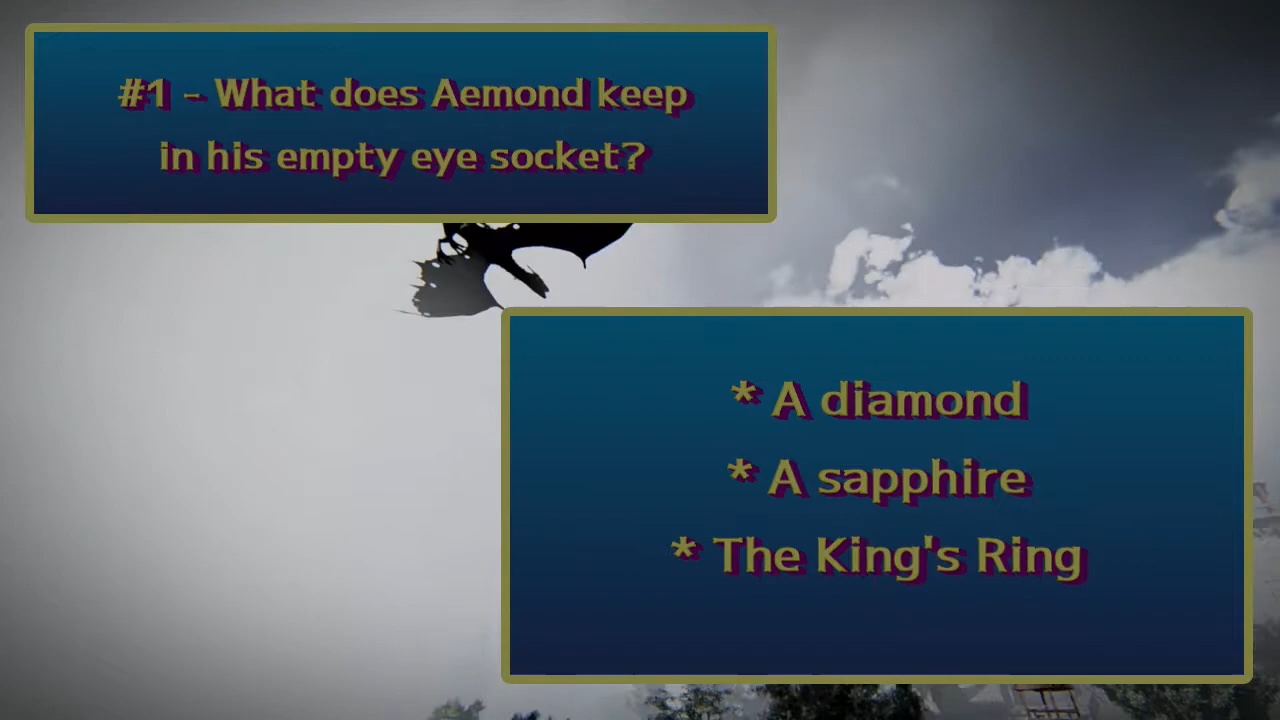 #1 - What does Aemond keep
in his empty eye socket?
* A diamond
* A sapphire
* The King's Ring